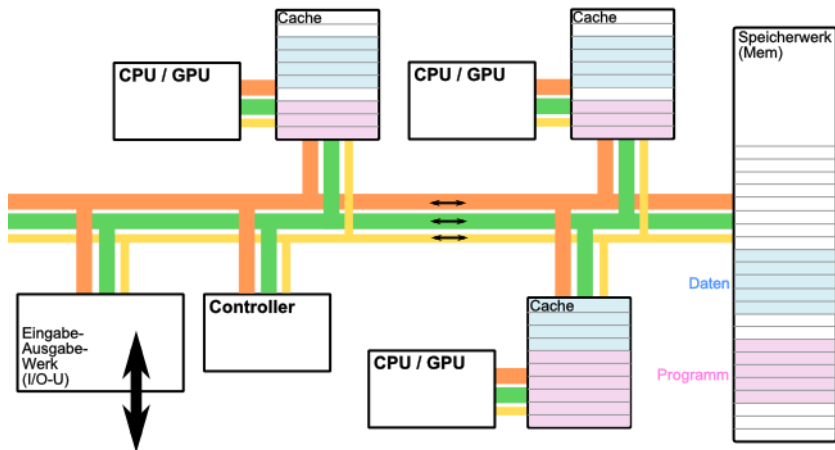 Cache
CPU / GPU
Cache
CPU / GPU
Speicherwerk
(Mem)
Daten
Eingabe-
Ausgabe-
Werk
(I/O-U)
Controller
Cache
CPU / GPU
Programm